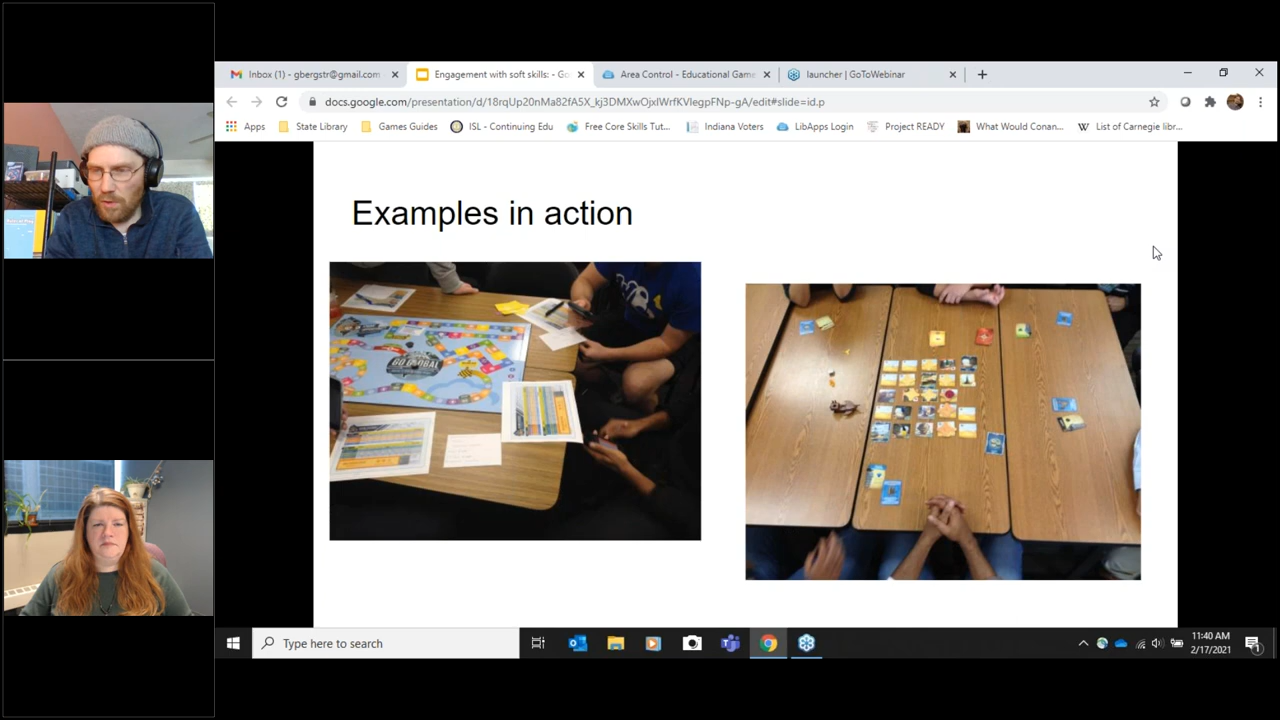 Inbox (1) - gbergstr@gmail.com
Engagement with soft skills: - Go
Area Control - Educational Game
launcher | GoToWebinar
docs.google.com/presentation/d/18rqUp20nMa82fA5X_kj3DMXwOjxlWrfKVlegpFNp-gA/edit#slide=id.p
Apps
State Library
Games Guides
ISL - Continuing Edu
Free Core Skills Tut...
Indiana Voters
LibApps Login
Project READY
What Would Conan...
List of Carnegie libr...
Examples in action
GO GLOBAL
Type here to search
11:40 AM
2/17/2021
1